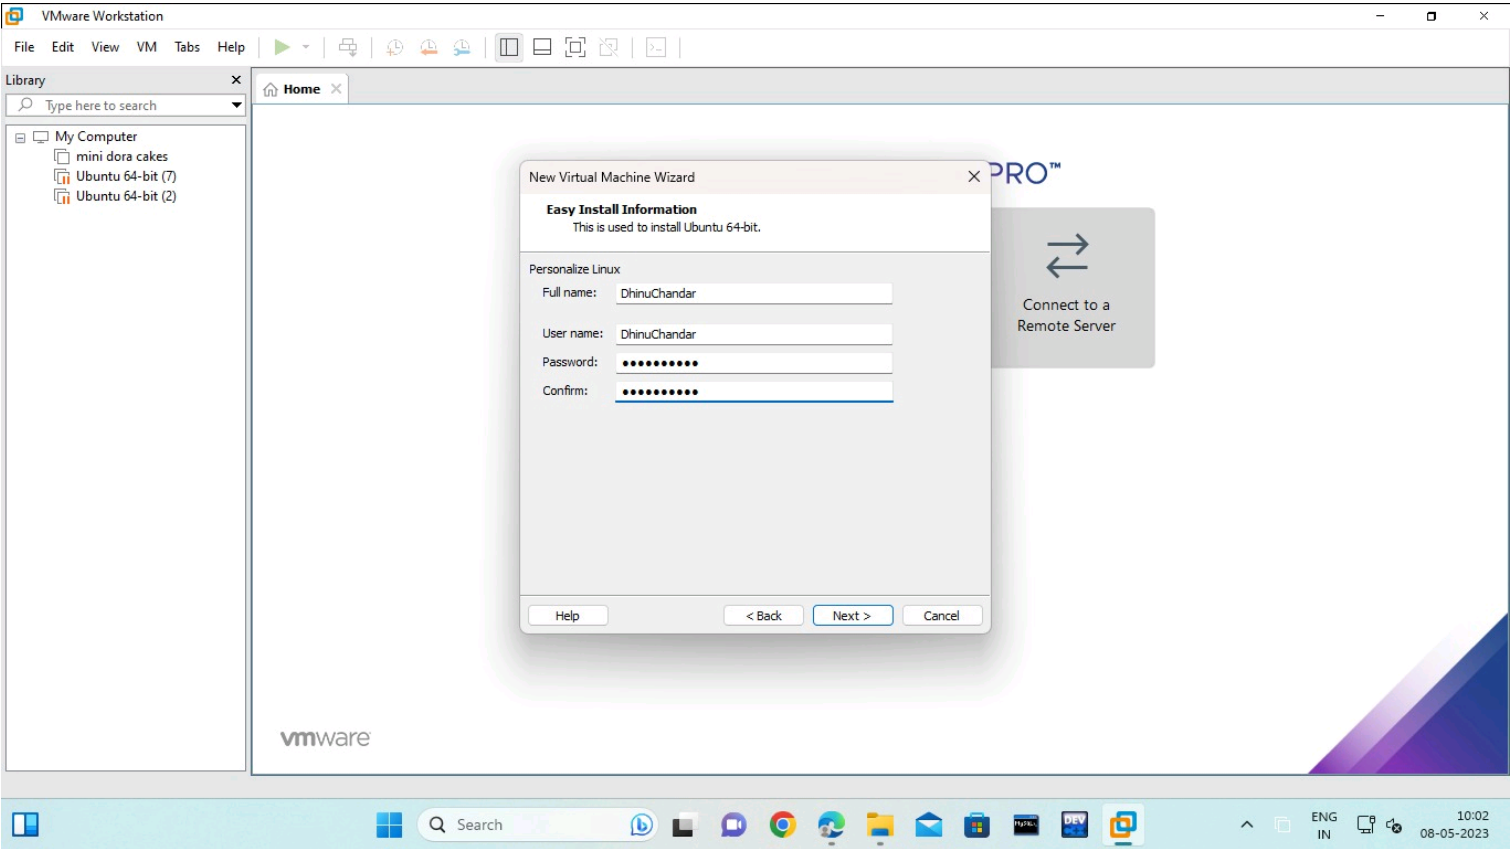 VMware Workstation
File Edit View VM Tabs Help
Library
Type here to search
My Computer
mini dora cakes
Ubuntu 64-bit (7)
Ubuntu 64-bit (2)
Home
PRO™
New Virtual Machine Wizard
Easy Install Information
This is used to install Ubuntu 64-bit.
Personalize Linux
Full name: DhinuChandar
User name: DhinuChandar
Password: ●●●●●●●●●●
Confirm: ●●●●●●●●●●
Help < Back Next > Cancel
Connect to a
Remote Server
vmware
Search
DEV
ENG
IN
10:02
08-05-2023